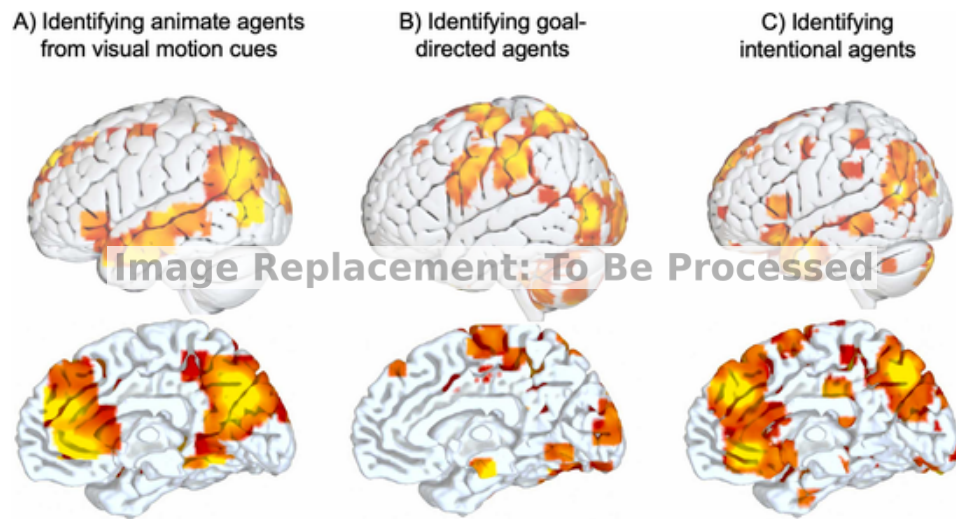 A) Identifying animate agents
from visual motion cues
B) Identifying goal-
directed agents
C) Identifying
intentional agents
Image Replacement: To Be Processed